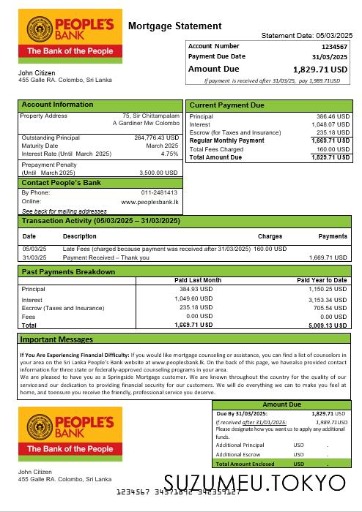 PEOPLE'S
BANK
The Bank of the People
Mortgage Statement
Statement Date: 05/03/2025
Account Number 1234567
Payment Due Date 31/03/2025
Amount Due 1,829.71 USD
If payment is received after 31/03/25, pay 1,989.71USD
John Citizen
455 Galle RA. Colombo, Sri Lanka
Account Information
Property Address 75, Sir Chittampalam
A Gardiner Mw Colombo
Outstanding Principal 264,776.43 USD
Maturity Date March 2025
Interest Rate (Until March 2025) 4.75%
Prepayment Penalty
(Until March 2025) 3,500.00 USD
Contact People's Bank
By Phone: 011-2481413
Online: www.peoplesbank.lk
See back for mailing addresses
Current Payment Due
Principal 386.46 USD
Interest 1,048.07 USD
Escrow (for Taxes and Insurance) 235.18 USD
Regular Monthly Payment 1,669.71 USD
Total Fees Charged 160.00 USD
Total Amount Due 1,829.71 USD
Transaction Activity (05/03/2025 – 31/03/2025)
Date Description Charges Payments
05/03/25 Late Fees (charged because payment was received after 31/03/2025) 160.00 USD
31/03/25 Payment Received – Thank you 1,669.71 USD
Past Payments Breakdown
Paid Last Month Paid Year to Date
Principal 384.93 USD 1,150.25 USD
Interest 1,049.60 USD 3,153.34 USD
Escrow (Taxes and Insurance) 235.18 USD 705.54 USD
Fees 0.00 USD 0.00 USD
Total 1,669.71 USD 5,009.13 USD
Important Messages
If You Are Experiencing Financial Difficulty: If you would like mortgage counseling or assistance, you can find a list of counselors in
your area on the Sri Lanka People's Bank website at www.peoplesbank.lk. On the back of this page, we have also provided contact
information for three state or federally-approved counseling programs in your area.
We are pleased to have you as a Springside Mortgage customer. We are known throughout the country for the quality of our
service and our dedication to providing financial security for our customers. We will do everything we can to make you feel at
home, and to ensure you receive the friendly, professional service you deserve.
PEOPLE'S
BANK
The Bank of the People
John Citizen
455 Galle RA. Colombo, Sri Lanka
Amount Due
Due By 31/03/2025: 1,829.71 USD
If received after 31/03/2025:
Please designate how you want us to apply any additional
funds.
Additional Principal USD .
Additional Escrow USD .
Total Amount Enclosed USD .
SUZUMEU.TOKYO
1234567